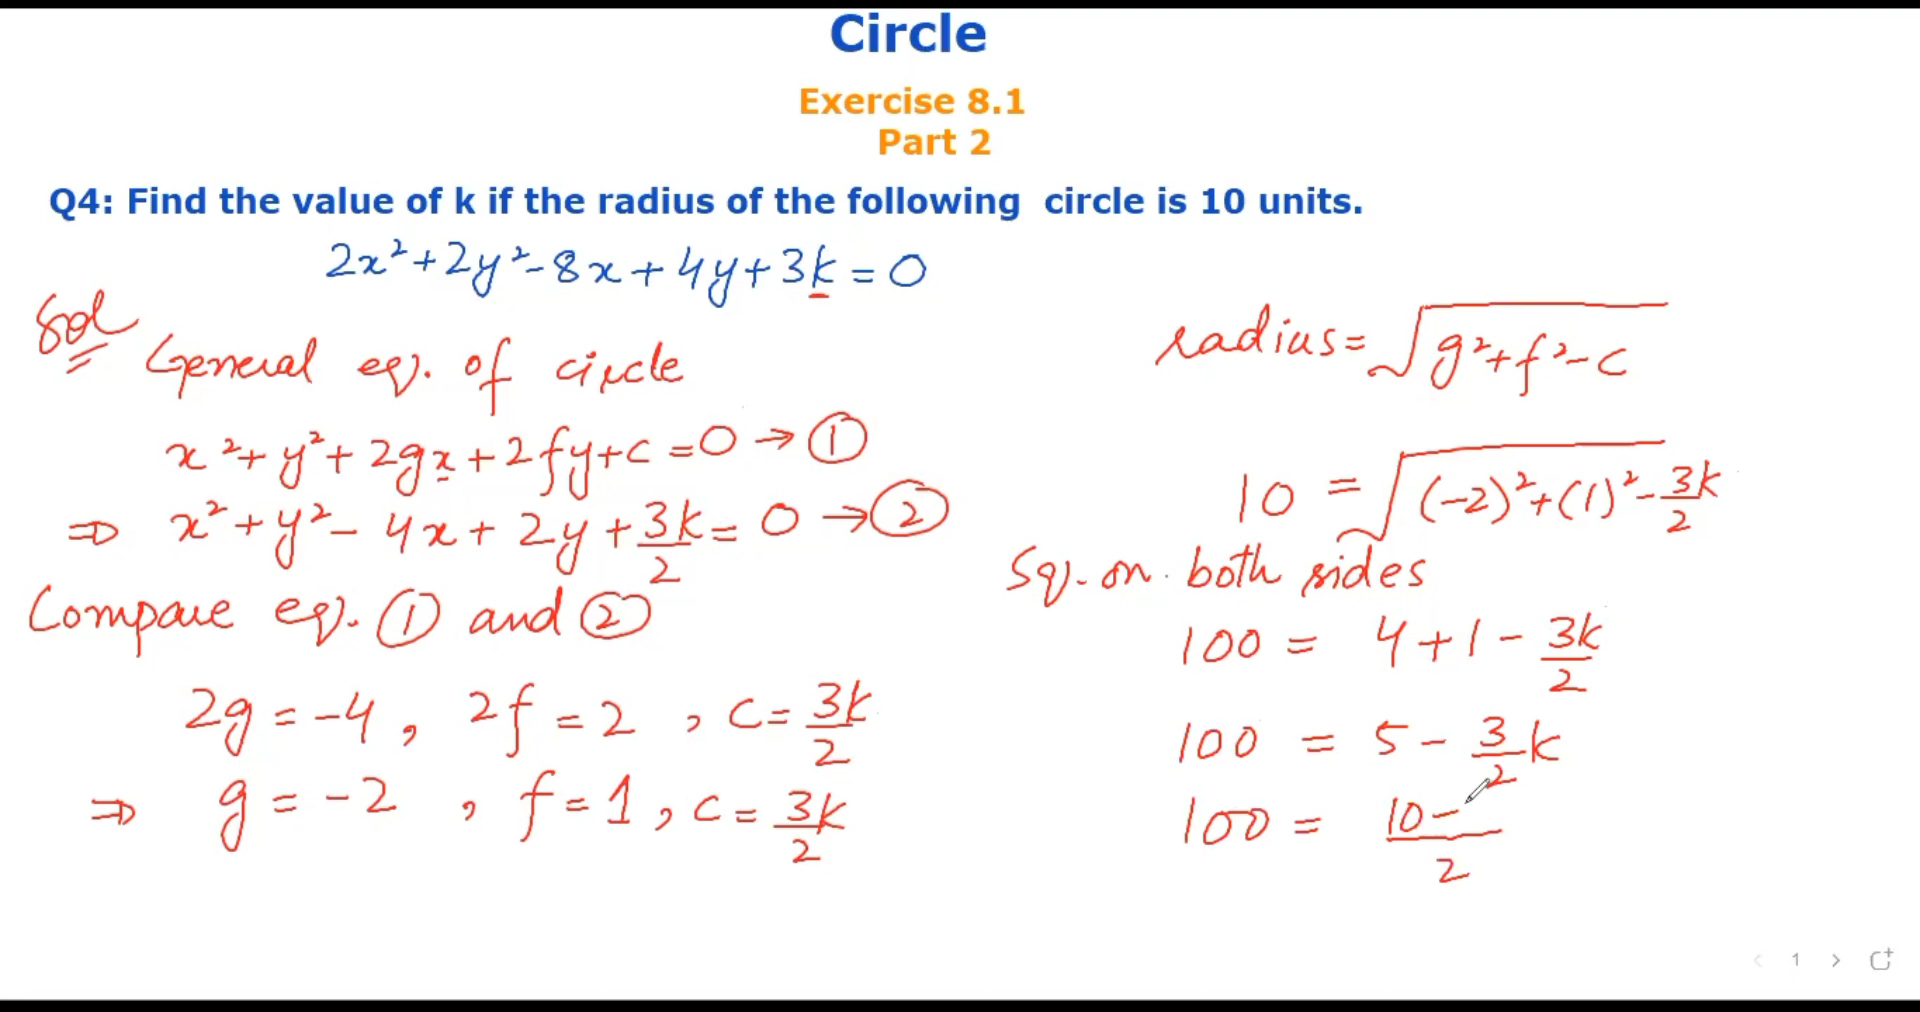 Circle
Exercise 8.1
Part 2
Q4: Find the value of k if the radius of the following circle is 10 units.
2x²+2y²-8x+4y+3k=0
Sol
General eq. of circle
x²+y²+2gx+2fy+c=0→①
⇒ x²+y²-4x+2y+3k/2=0→②
Compare eq. ① and ②
2g=-4, 2f=2, c=3k/2
⇒ g=-2, f=1, c=3k/2
radius=√(g²+f²-c)
10=√((-2)²+(1)²-3k/2)
Sq. on both sides
100=4+1-3k/2
100=5-3/2k
100=10-/2
1